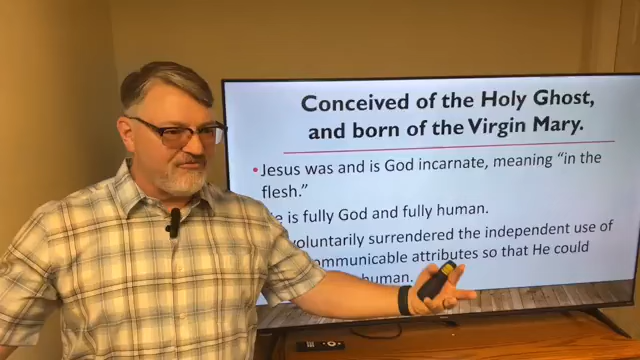 Conceived of the Holy Ghost,
and born of the Virgin Mary.
• Jesus was and is God incarnate, meaning "in the
flesh."
is fully God and fully human.
voluntarily surrendered the independent use of
attributes so that He could
human.